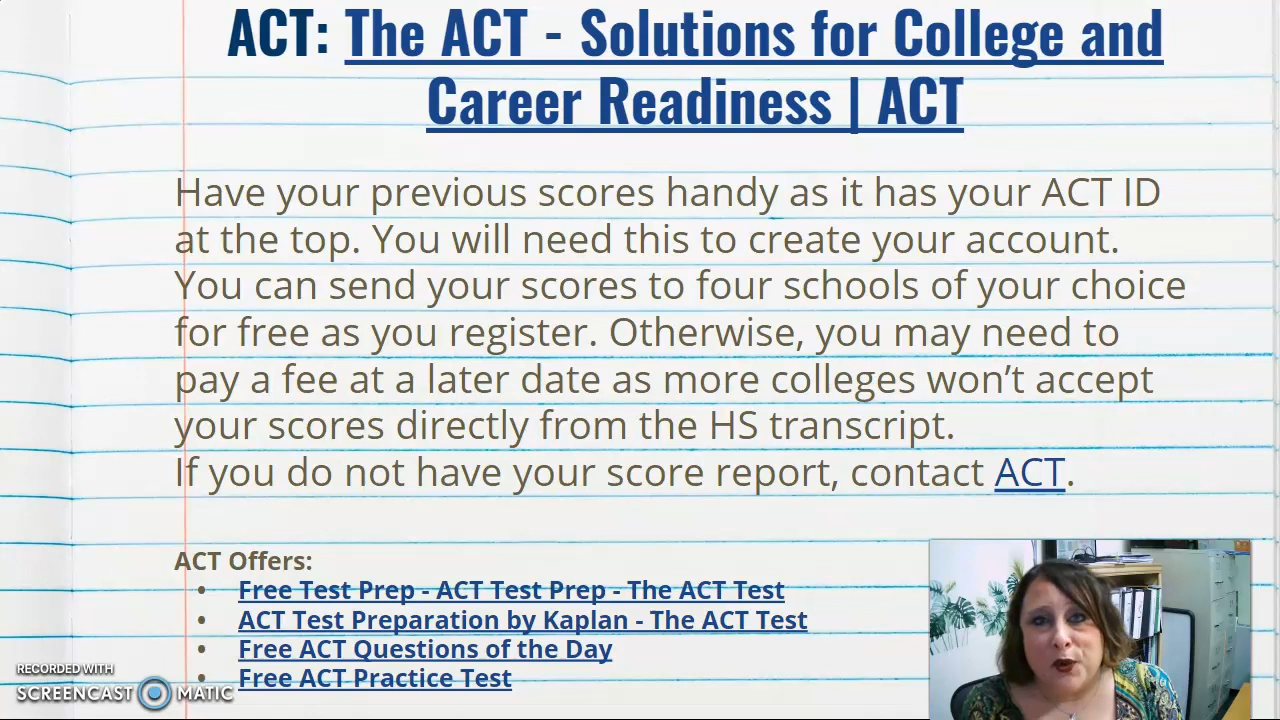 ACT: The ACT - Solutions for College and
Career Readiness | ACT
Have your previous scores handy as it has your ACT ID
at the top. You will need this to create your account.
You can send your scores to four schools of your choice
for free as you register. Otherwise, you may need to
pay a fee at a later date as more colleges won’t accept
your scores directly from the HS transcript.
If you do not have your score report, contact ACT.
ACT Offers:
• Free Test Prep - ACT Test Prep - The ACT Test
• ACT Test Preparation by Kaplan - The ACT Test
• Free ACT Questions of the Day
• Free ACT Practice Test
RECORDED WITH
SCREENCAST MATIC